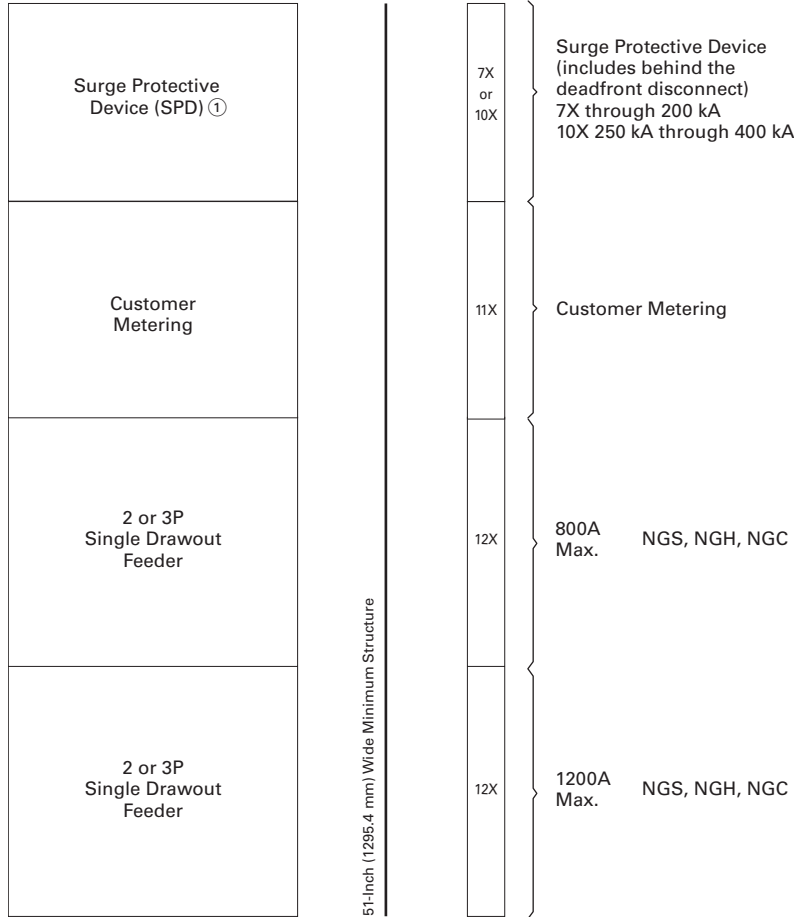 Surge Protective
Device (SPD) ①
7X
or
10X
Surge Protective Device
(includes behind the
deadfront disconnect)
7X through 200 kA
10X 250 kA through 400 kA
Customer
Metering
11X
Customer Metering
2 or 3P
Single Drawout
Feeder
12X
800A
Max.
NGS, NGH, NGC
51-Inch (1295.4 mm) Wide Minimum Structure
2 or 3P
Single Drawout
Feeder
12X
1200A
Max.
NGS, NGH, NGC